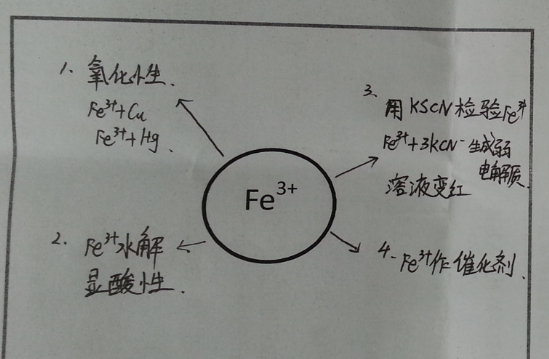 1. 氧化性.
Fe³⁺+Cu
Fe³⁺+Hg.
3. 用KSCN检验Fe³⁺
Fe³⁺+3KCN⁻ 生成弱
电解质
溶液变红
Fe³⁺
2. Fe³⁺水解
显酸性.
4. Fe³⁺作催化剂.